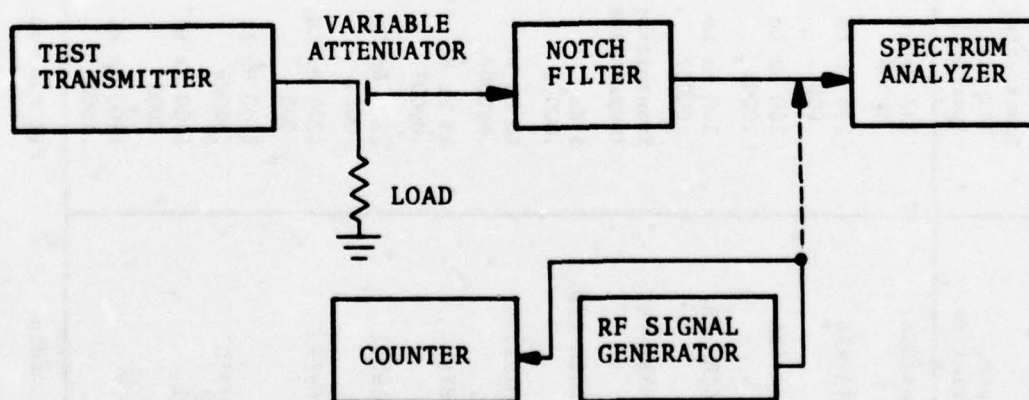 TEST
TRANSMITTER
VARIABLE
ATTENUATOR
NOTCH
FILTER
SPECTRUM
ANALYZER
LOAD
COUNTER
RF SIGNAL
GENERATOR